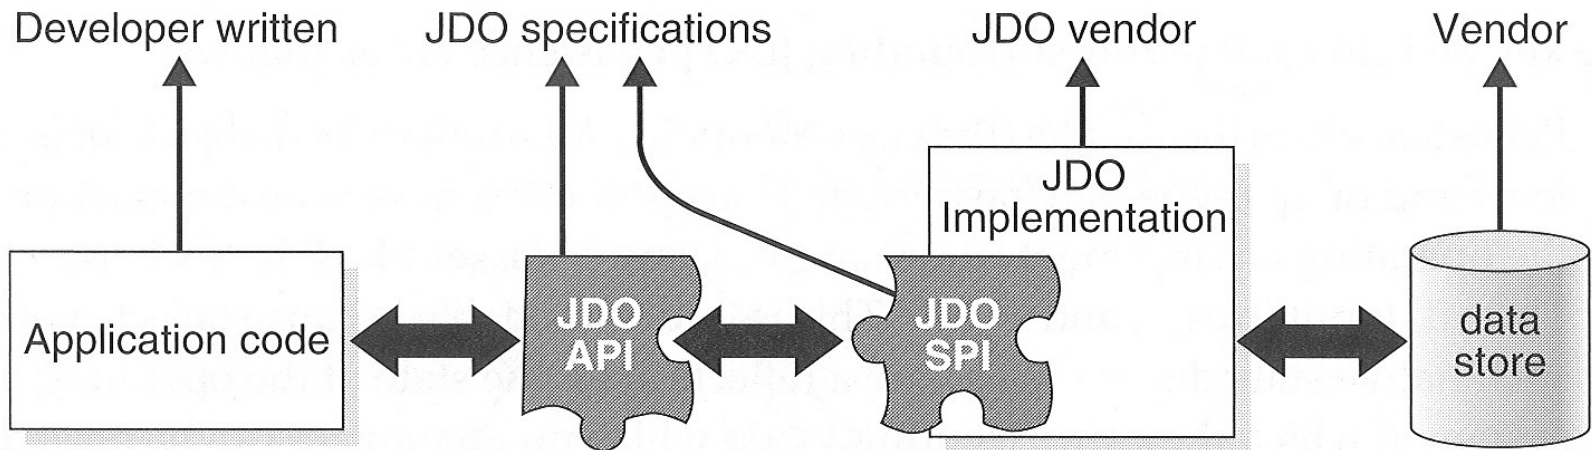 Developer written
JDO specifications
JDO vendor
Vendor
JDO
Implementation
Application code
JDO
API
JDO
SPI
data
store